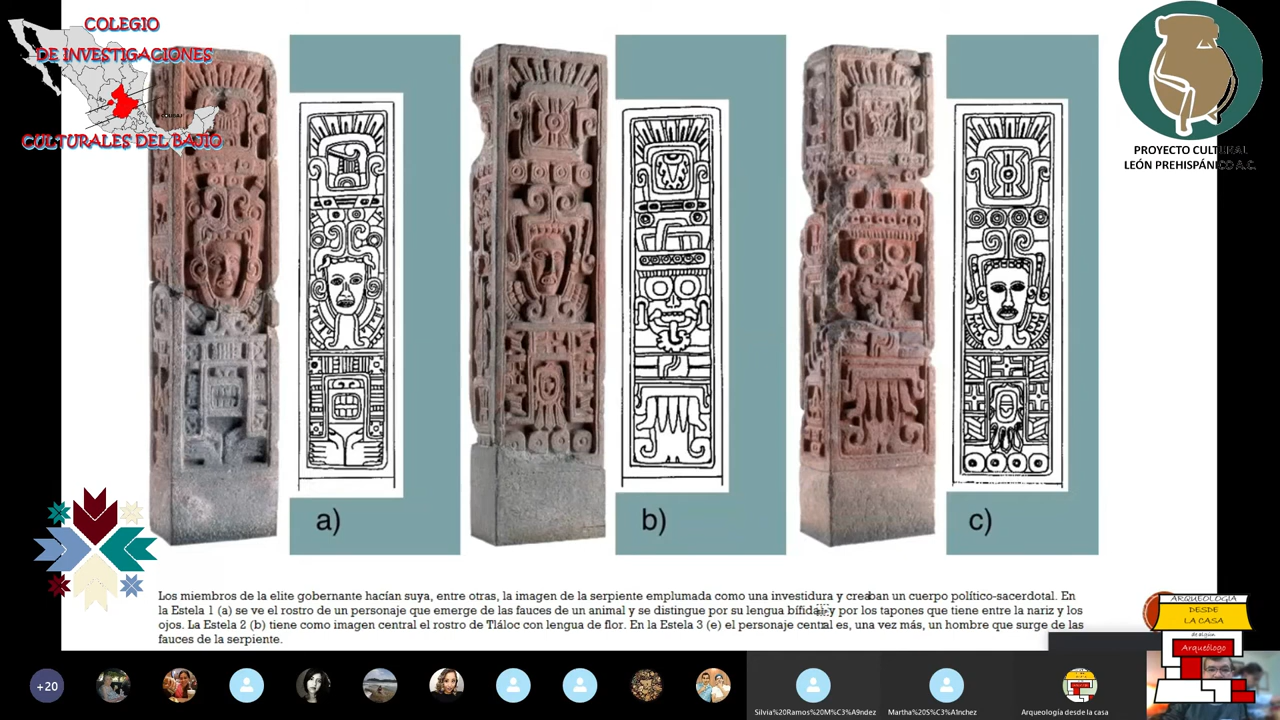 COLEGIO
DE INVESTIGACIONES
CULTURALES DEL BAJÍO
PROYECTO CULTURAL
LEÓN PREHISPÁNICO A.C.
a)
b)
c)
Los miembros de la elite gobernante hacían suya, entre otras, la imagen de la serpiente emplumada como una investidura y creaban un cuerpo político-sacerdotal. En
la Estela 1 (a) se ve el rostro de un personaje que emerge de las fauces de un animal y se distingue por su lengua bífida y por los tapones que tiene entre la nariz y los
ojos. La Estela 2 (b) tiene como imagen central el rostro de Tláloc con lengua de flor. En la Estela 3 (c) el personaje central es, una vez más, un hombre que surge de las
fauces de la serpiente.
ARQUEOLOGÍA
DESDE
LA CASA
de algún
Arqueólogo
+20
Silvia%20Ramos%20M%C3%A9ndez
Martha%20S%C3%A1nchez
Arqueología desde la casa